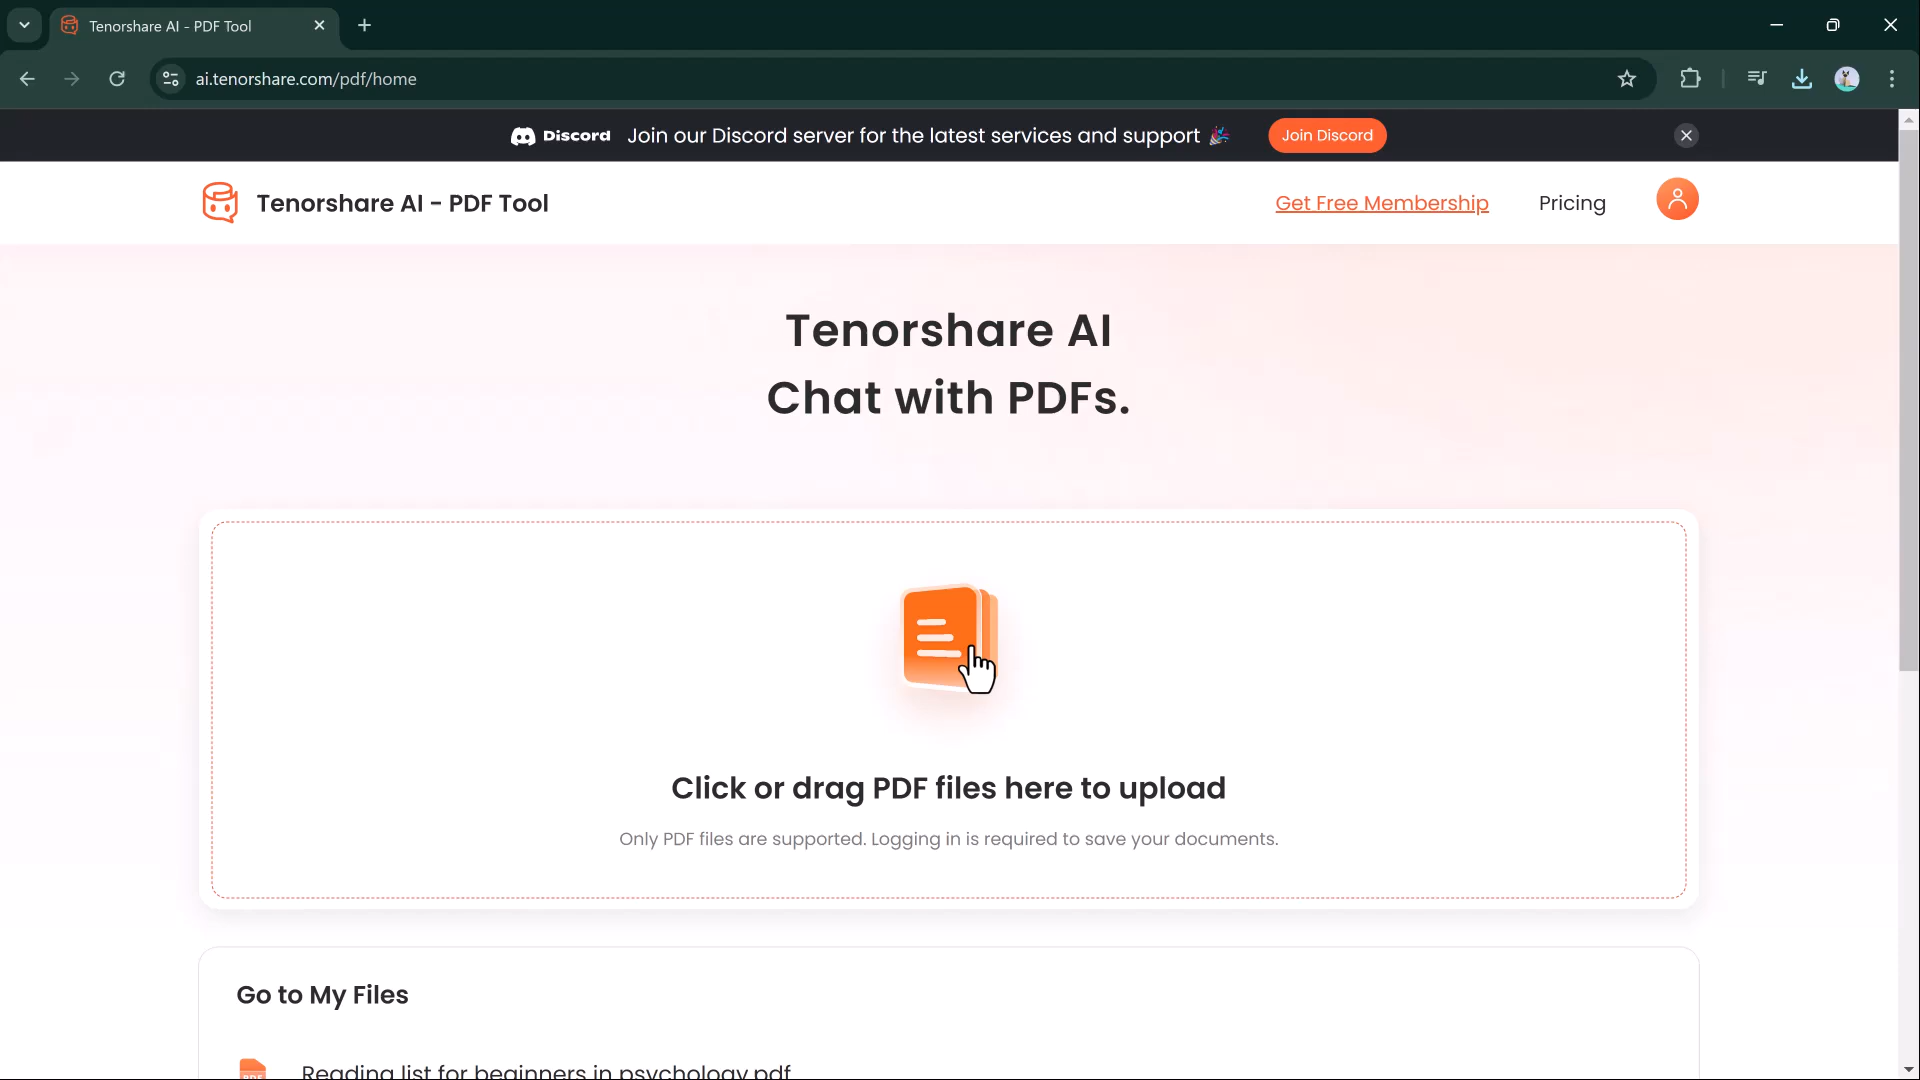 Tenorshare AI - PDF Tool
ai.tenorshare.com/pdf/home
Discord Join our Discord server for the latest services and support 🎉 Join Discord
Tenorshare AI - PDF Tool
Get Free Membership
Pricing
Tenorshare AI
Chat with PDFs.
Click or drag PDF files here to upload
Only PDF files are supported. Logging in is required to save your documents.
Go to My Files
PDF Reading list for beginners in psychology.pdf